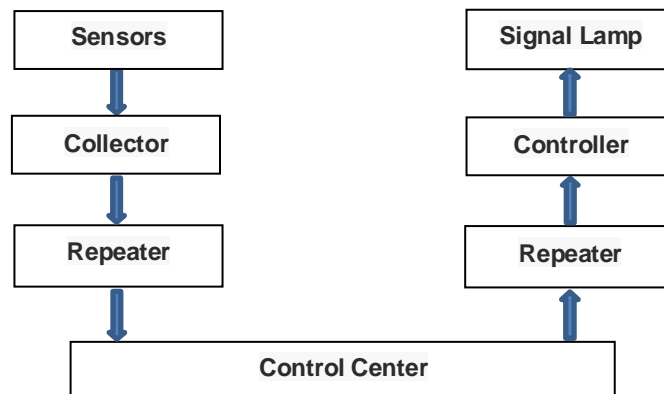 Sensors
Signal Lamp
Collector
Controller
Repeater
Repeater
Control Center